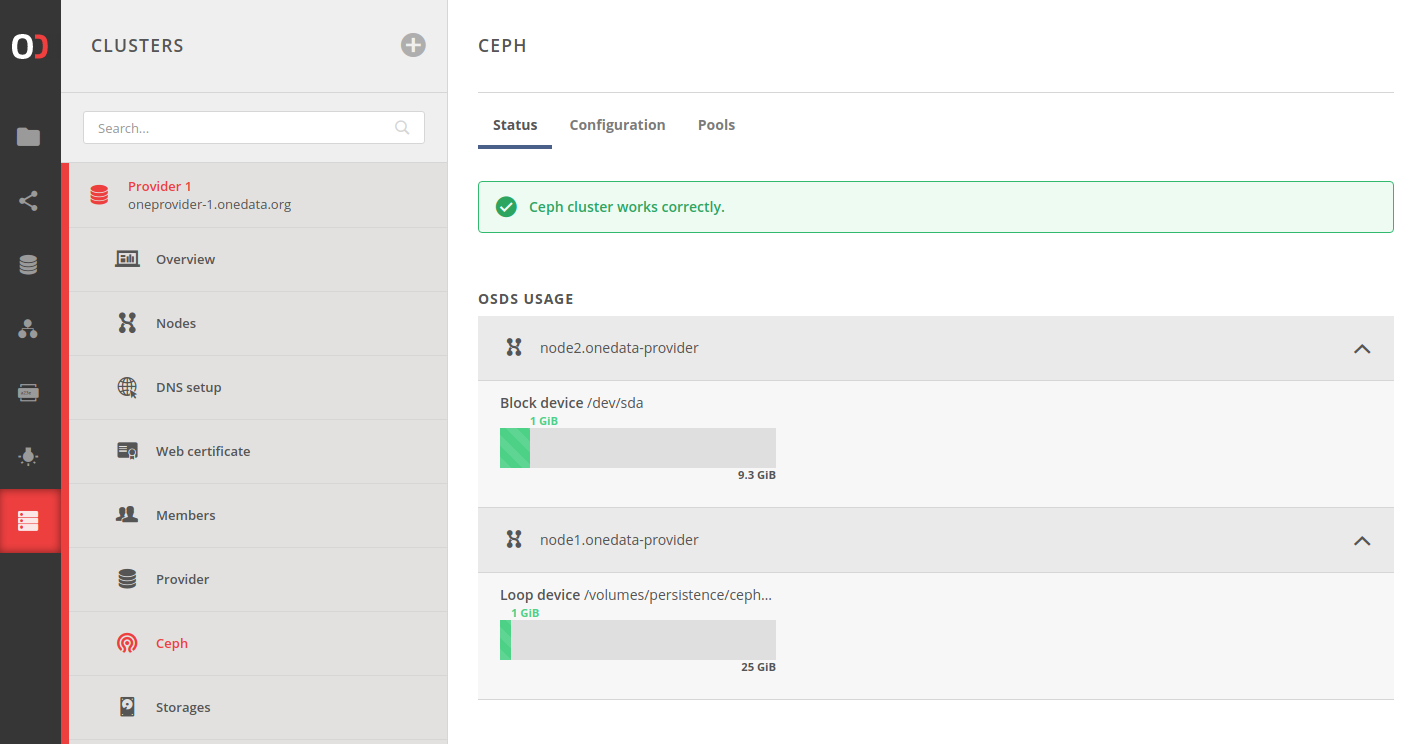 CLUSTERS
Search...
Provider 1
oneprovider-1.onedata.org
Overview
Nodes
DNS setup
Web certificate
Members
Provider
Ceph
Storages
CEPH
Status Configuration Pools
Ceph cluster works correctly.
OSDS USAGE
node2.onedata-provider
Block device /dev/sda
1 GiB
9.3 GiB
node1.onedata-provider
Loop device /volumes/persistence/ceph...
1 GiB
25 GiB